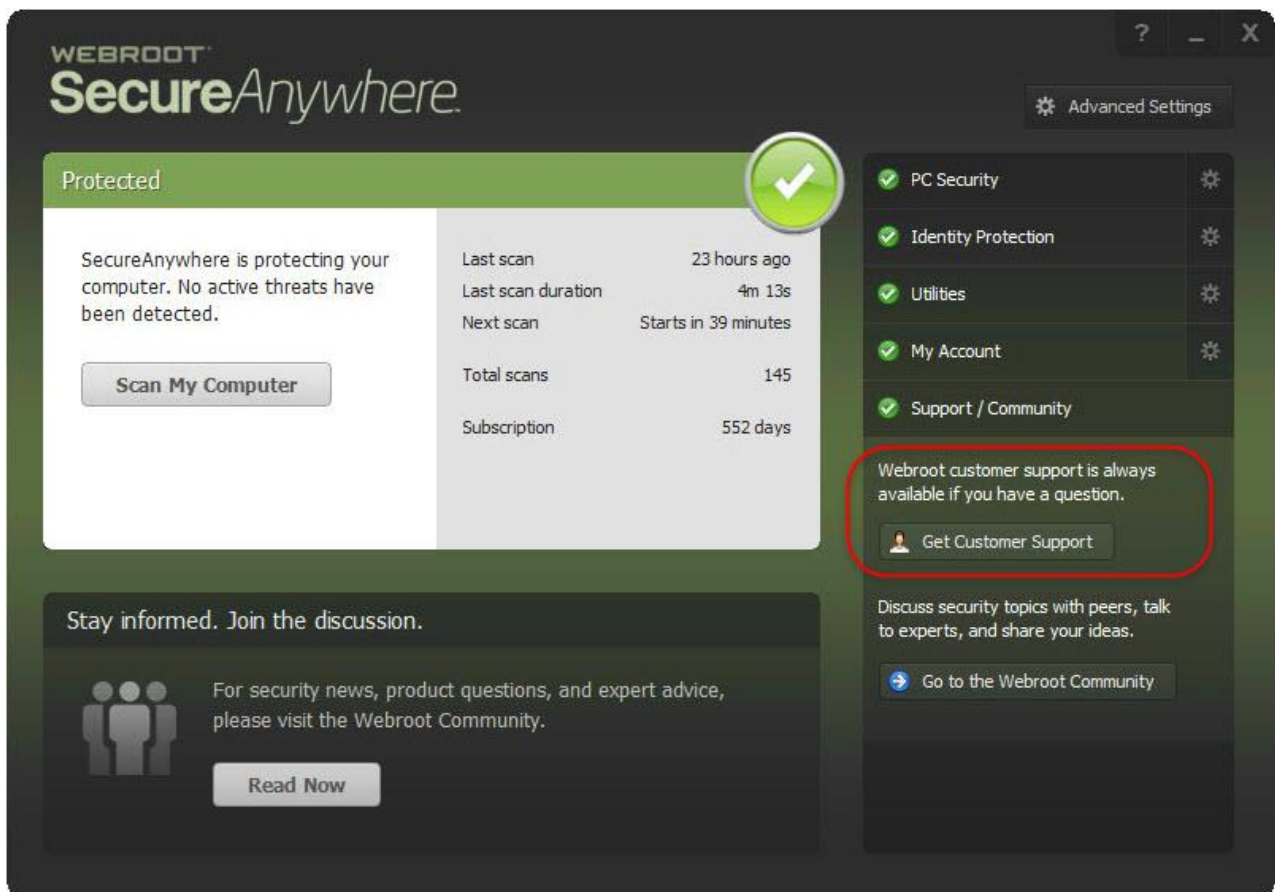 ? _ X
WEBROOT
SecureAnywhere
Advanced Settings
Protected
SecureAnywhere is protecting your
computer. No active threats have
been detected.
Scan My Computer
Last scan 23 hours ago
Last scan duration 4m 13s
Next scan Starts in 39 minutes
Total scans 145
Subscription 552 days
PC Security
Identity Protection
Utilities
My Account
Support / Community
Webroot customer support is always
available if you have a question.
Get Customer Support
Discuss security topics with peers, talk
to experts, and share your ideas.
Go to the Webroot Community
Stay informed. Join the discussion.
For security news, product questions, and expert advice,
please visit the Webroot Community.
Read Now